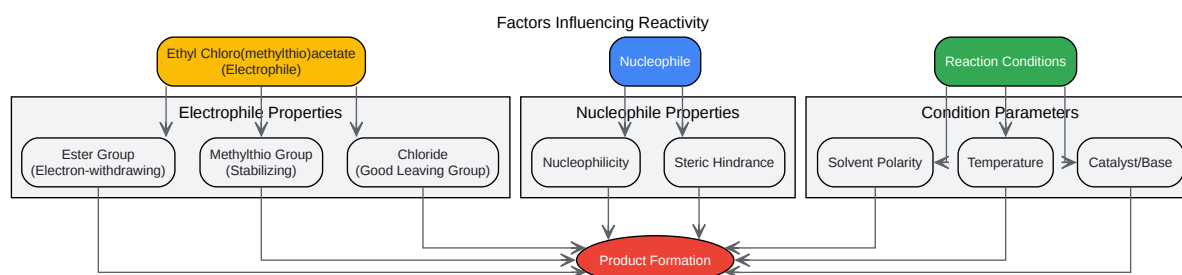 Factors Influencing Reactivity
Ethyl Chloro(methylthio)acetate
(Electrophile)
Nucleophile
Reaction Conditions
Electrophile Properties
Nucleophile Properties
Condition Parameters
Ester Group
(Electron-withdrawing)
Methylthio Group
(Stabilizing)
Chloride
(Good Leaving Group)
Nucleophilicity
Steric Hindrance
Solvent Polarity
Temperature
Catalyst/Base
Product Formation